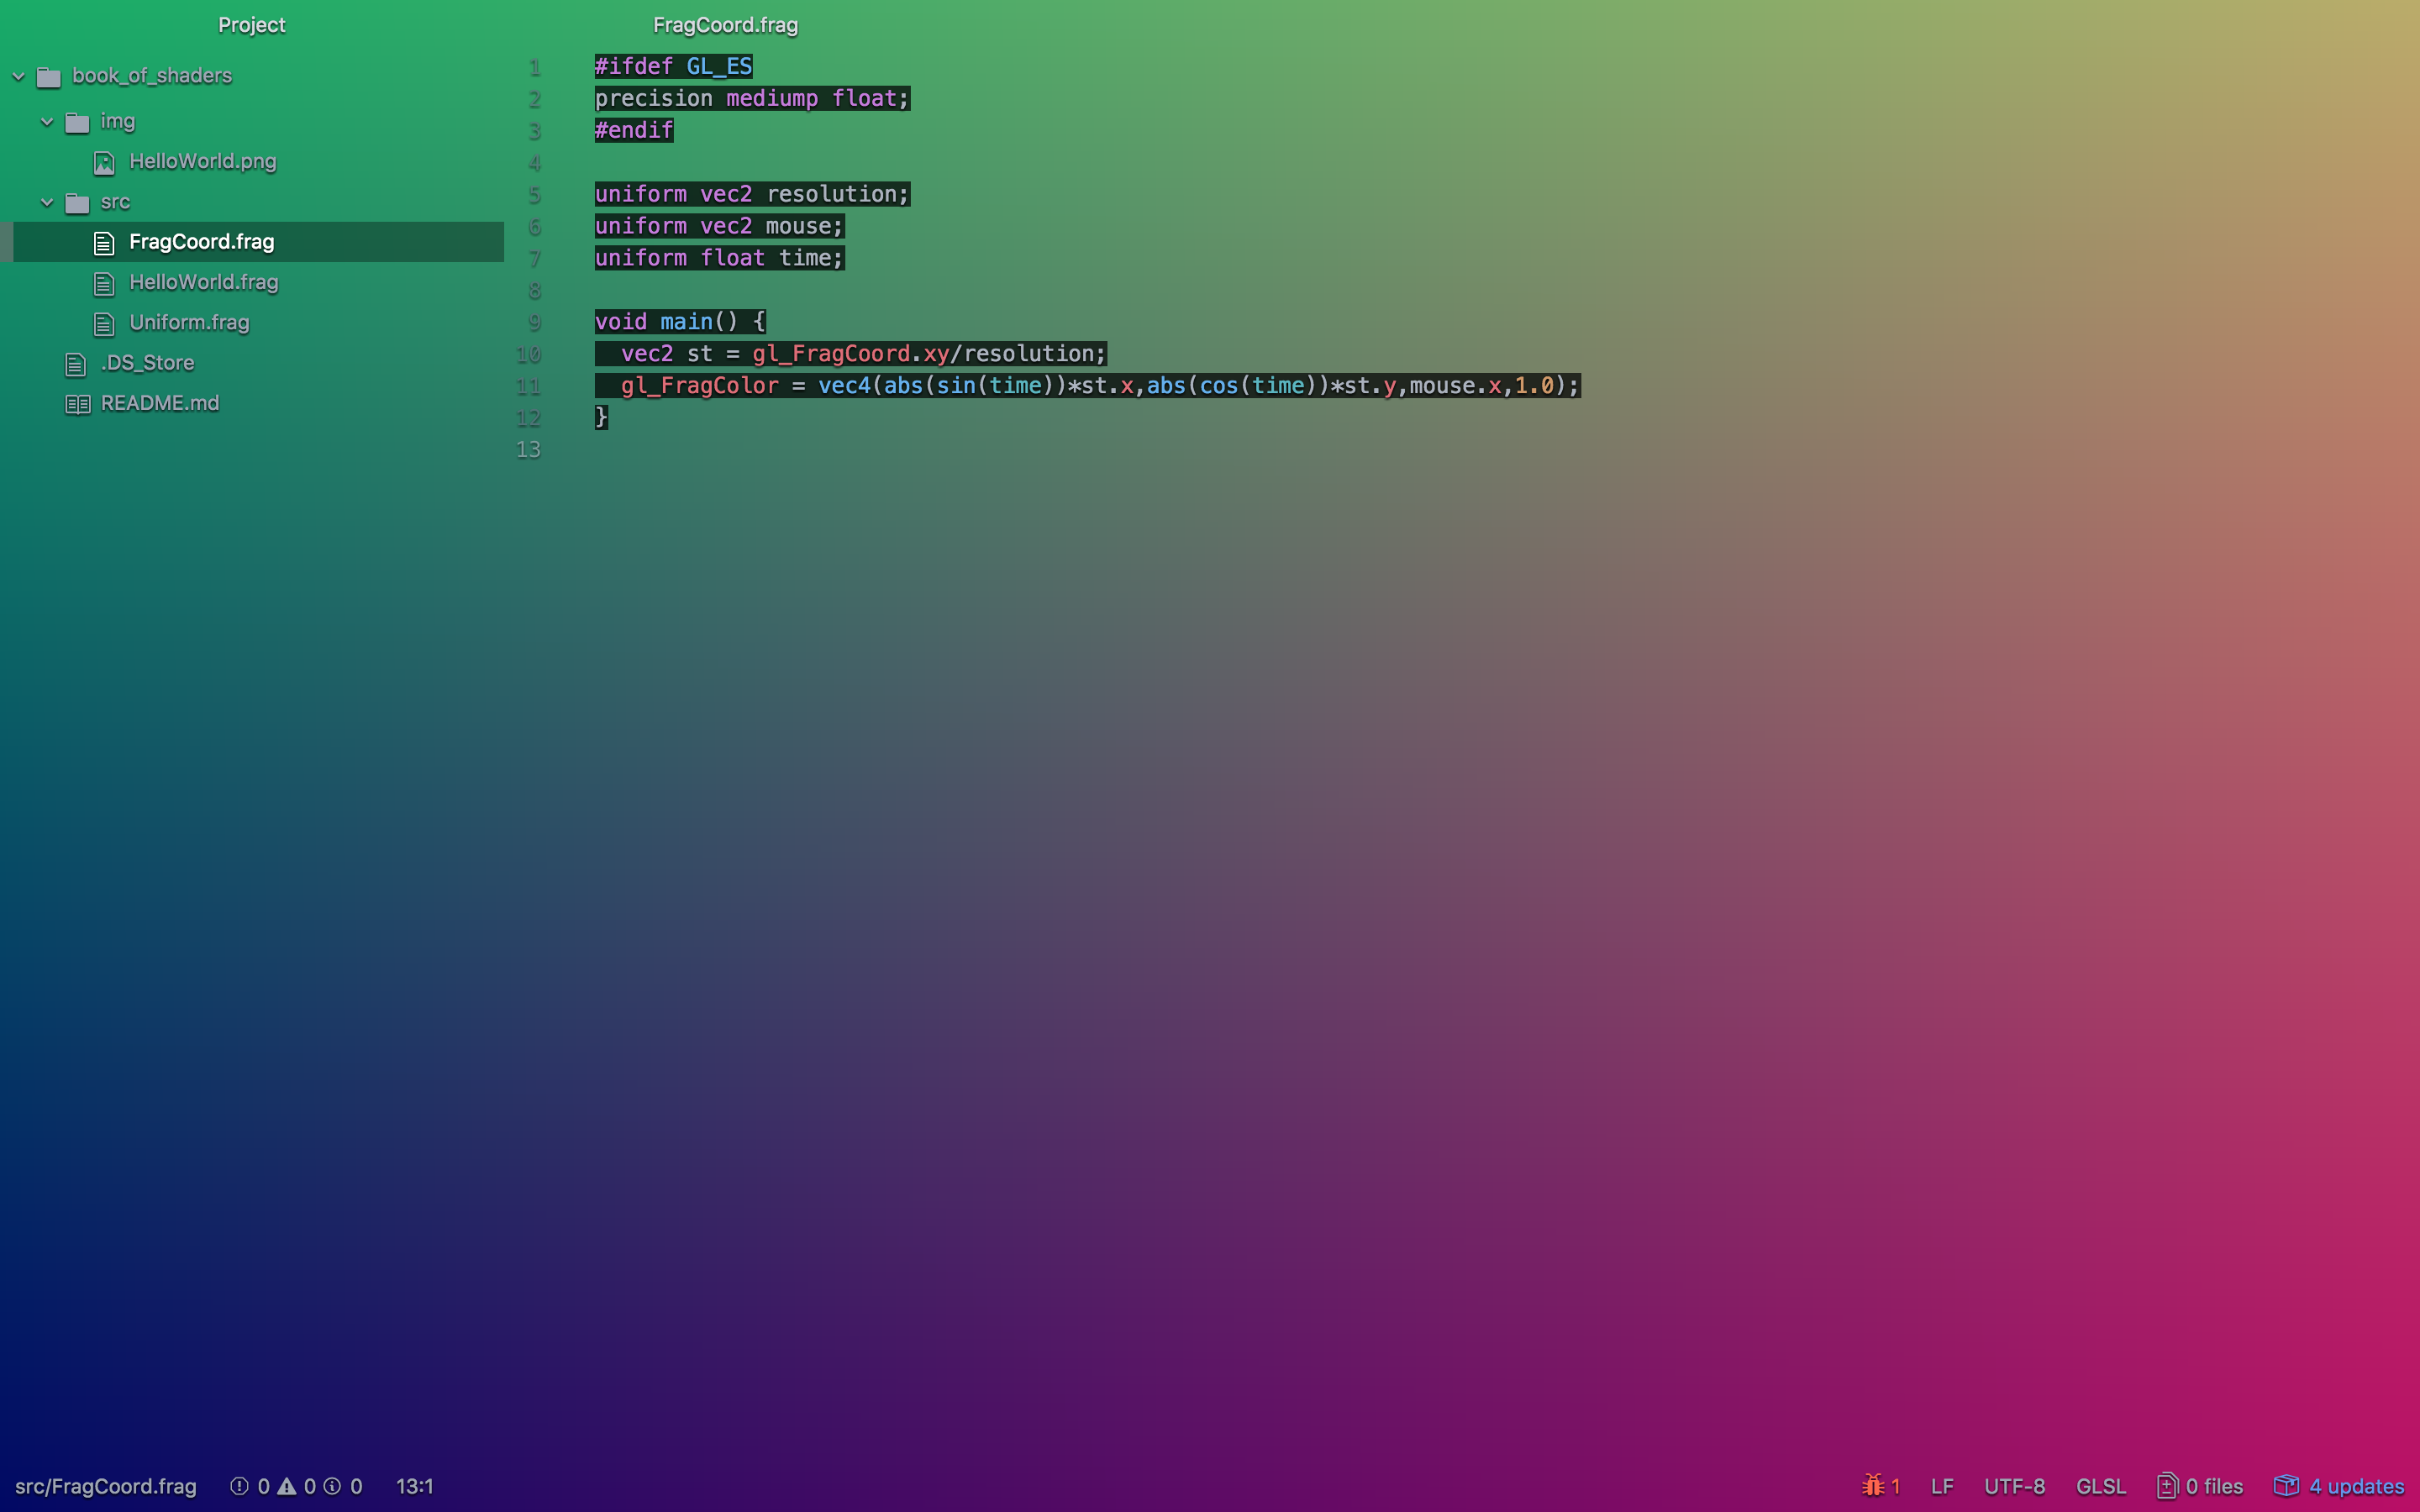 Project
book_of_shaders
img
HelloWorld.png
src
FragCoord.frag
HelloWorld.frag
Uniform.frag
.DS_Store
README.md
FragCoord.frag
1 #ifdef GL_ES
2 precision mediump float;
3 #endif
4
5 uniform vec2 resolution;
6 uniform vec2 mouse;
7 uniform float time;
8
9 void main() {
10   vec2 st = gl_FragCoord.xy/resolution;
11   gl_FragColor = vec4(abs(sin(time))*st.x,abs(cos(time))*st.y,mouse.x,1.0);
12 }
13
src/FragCoord.frag 0 0 0 13:1 1 LF UTF-8 GLSL 0 files 4 updates